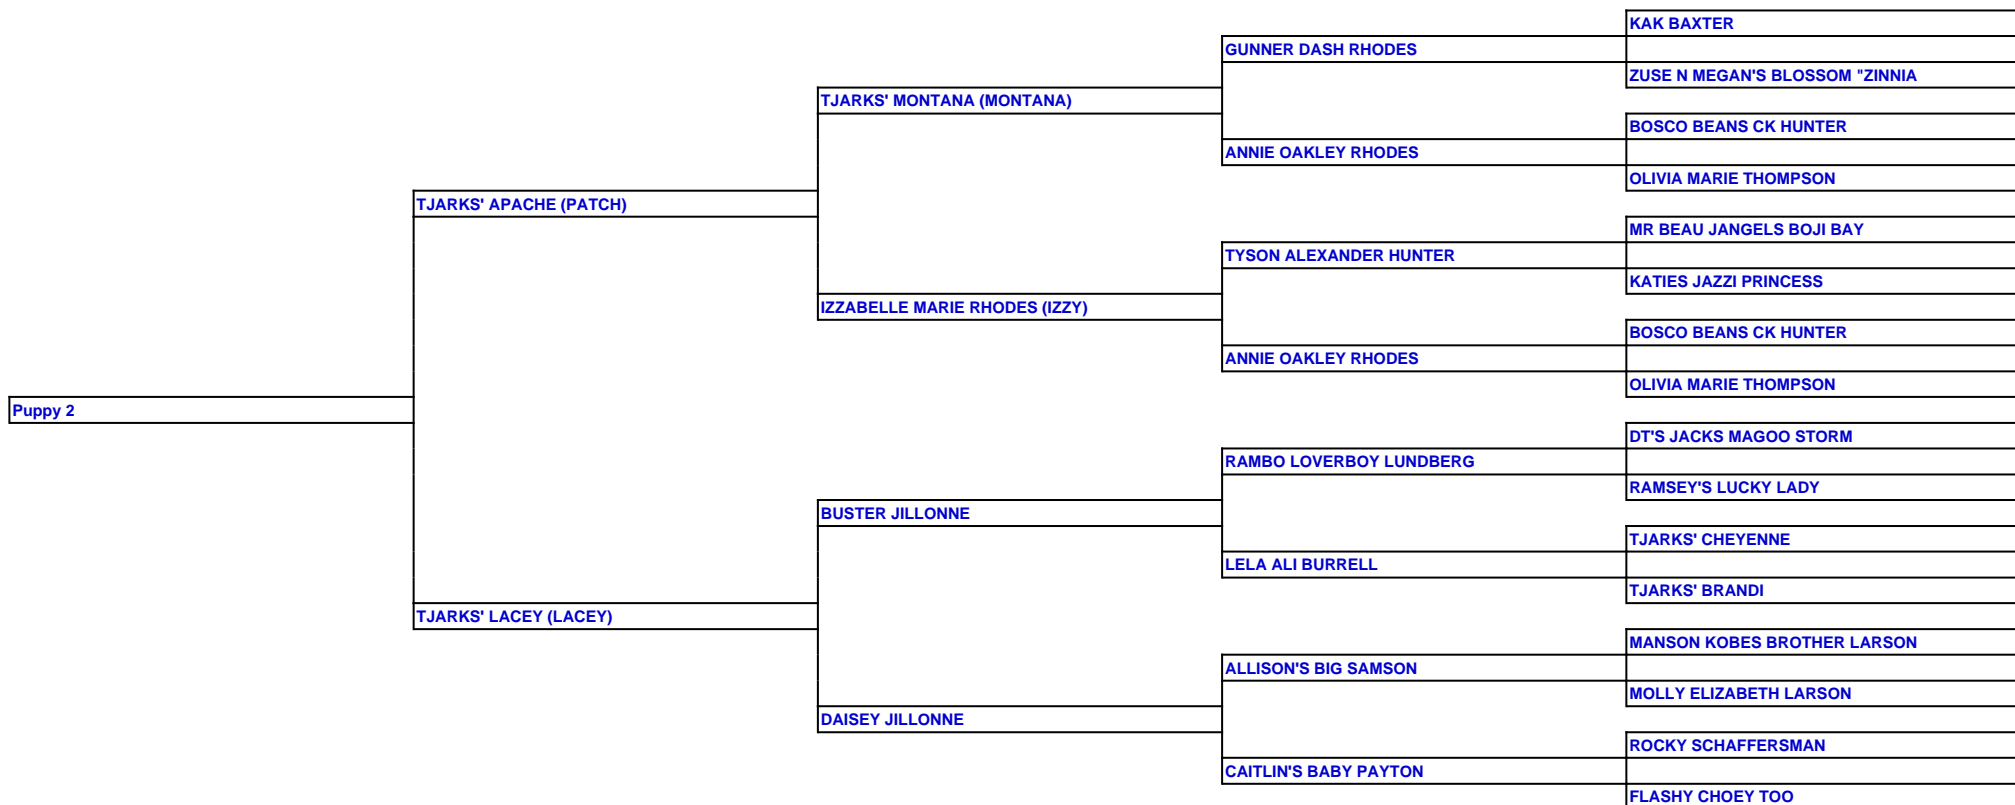 KAK BAXTER
GUNNER DASH RHODES
ZUSE N MEGAN'S BLOSSOM "ZINNIA
TJARKS' MONTANA (MONTANA)
BOSCO BEANS CK HUNTER
ANNIE OAKLEY RHODES
OLIVIA MARIE THOMPSON
TJARKS' APACHE (PATCH)
MR BEAU JANGELS BOJI BAY
TYSON ALEXANDER HUNTER
KATIES JAZZI PRINCESS
IZZABELLE MARIE RHODES (IZZY)
BOSCO BEANS CK HUNTER
ANNIE OAKLEY RHODES
OLIVIA MARIE THOMPSON
Puppy 2
DT'S JACKS MAGOO STORM
RAMBO LOVERBOY LUNDBERG
RAMSEY'S LUCKY LADY
BUSTER JILLONNE
TJARKS' CHEYENNE
LELA ALI BURRELL
TJARKS' BRANDI
TJARKS' LACEY (LACEY)
MANSON KOBES BROTHER LARSON
ALLISON'S BIG SAMSON
MOLLY ELIZABETH LARSON
DAISEY JILLONNE
ROCKY SCHAFFERSMAN
CAITLIN'S BABY PAYTON
FLASHY CHOEY TOO